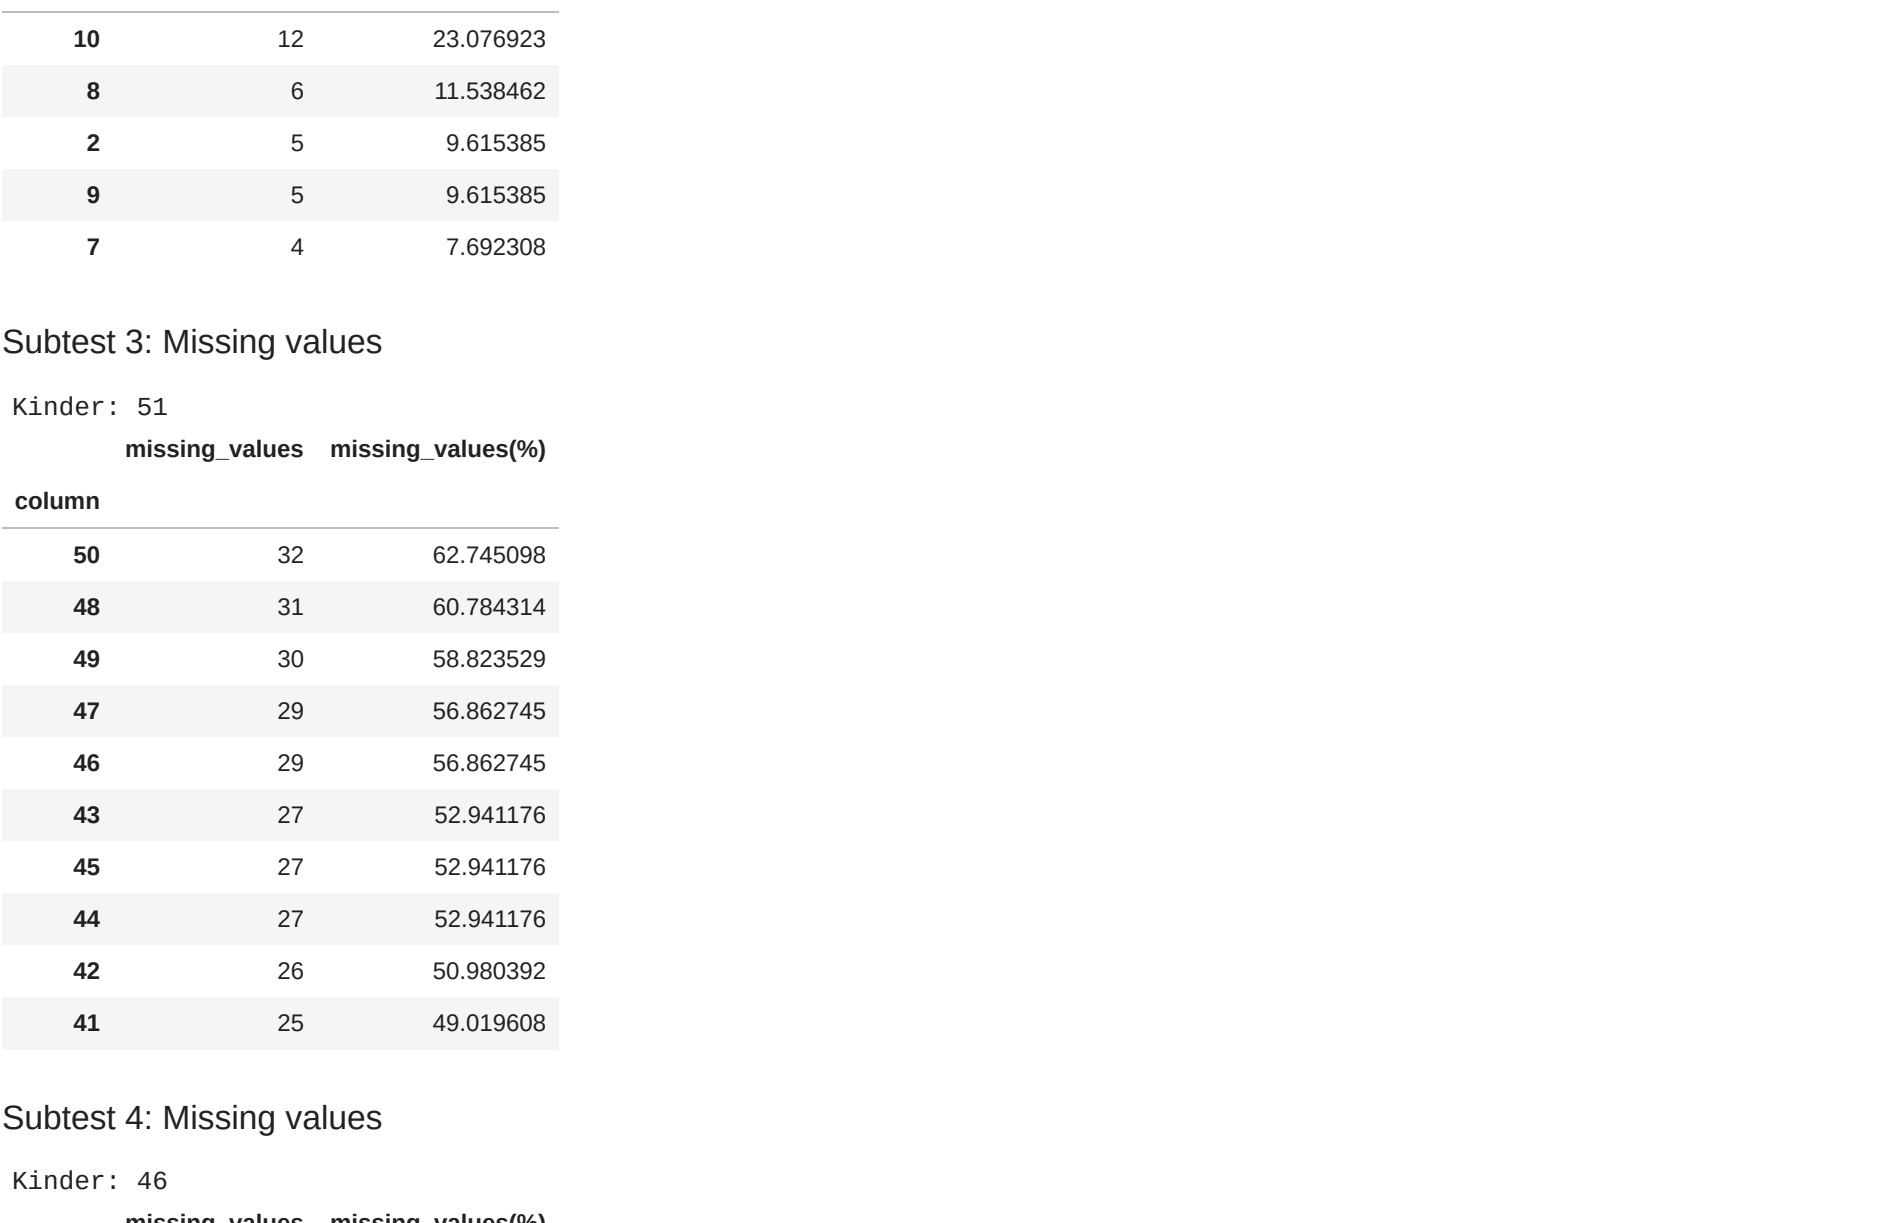 10 12 23.076923
8 6 11.538462
2 5 9.615385
9 5 9.615385
7 4 7.692308
Subtest 3: Missing values
Kinder: 51
missing_values missing_values(%)
column
50 32 62.745098
48 31 60.784314
49 30 58.823529
47 29 56.862745
46 29 56.862745
43 27 52.941176
45 27 52.941176
44 27 52.941176
42 26 50.980392
41 25 49.019608
Subtest 4: Missing values
Kinder: 46
missing_values missing_values(%)